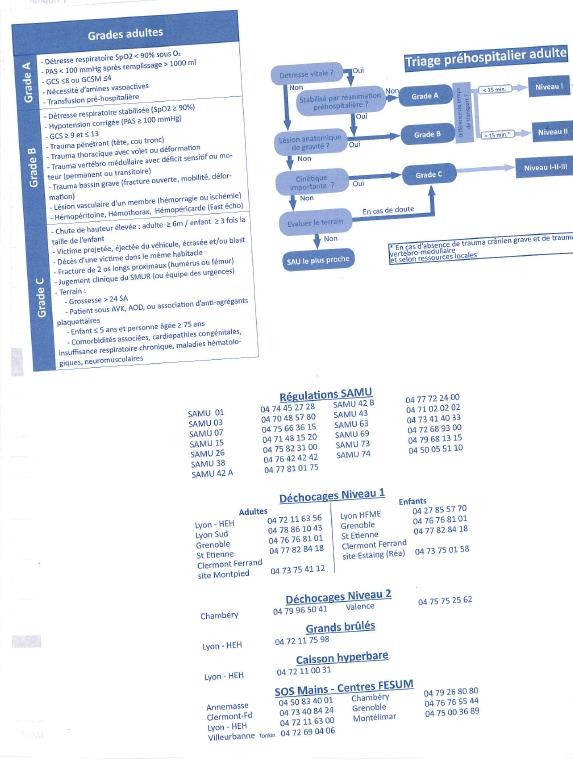 Grades adultes
Grade A
- Détresse respiratoire SpO2 < 90% sous O₂
- PAS < 100 mmHg après remplissage > 1000 ml
- GCS ≤8 ou GCSM ≤4
- Nécessité d'amines vasoactives
- Transfusion pré-hospitalière
Grade B
- Détresse respiratoire stabilisée (SpO2 ≥ 90%)
- Hypotension corrigée (PAS ≥ 100 mmHg)
- GCS ≥ 9 et ≤ 13
- Trauma pénétrant (tête, cou tronc)
- Trauma thoracique avec volet ou déformation
- Trauma vertébro médullaire avec déficit sensitif ou mo-
teur (permanent ou transitoire)
- Trauma bassin grave (fracture ouverte, mobilité, défor-
mation)
- Lésion vasculaire d'un membre (hémorragie ou ischémie)
- Hémopéritoine, Hémothorax, Hémopéricarde (Fast écho)
Grade C
- Chute de hauteur élevée : adulte ≥ 6m / enfant ≥ 3 fois la
taille de l'enfant
- Victime projetée, éjectée du véhicule, écrasée et/ou blast
- Décès d'une victime dans le même habitacle
- Fracture de 2 os longs proximaux (humérus ou fémur)
- Jugement clinique du SMUR (ou équipe des urgences)
- Terrain :
- Grossesse > 24 SA
- Patient sous AVK, AOD, ou association d'anti-agrégants
plaquettaires
- Enfant ≤ 5 ans et personne âgée ≥ 75 ans
- Comorbidités associées, cardiopathies congénitales,
insuffisance respiratoire chronique, maladies hématolo-
giques, neuromusculaires
Triage préhospitalier adulte
Détresse vitale ?
Oui
Non
Stabilisé par réanimation
préhospitalière ?
Non
Grade A
< 15 min.
Niveau I
Oui
Lésion anatomique
de gravité ?
Oui
Grade B
> 15 min.*
Niveau II
Non
Cinétique
importante ?
Oui
Grade C
Niveau I-II-III
Non
Evaluer le terrain
En cas de doute
Non
SAU le plus proche
* En cas d'absence de trauma crânien grave et de trauma
vertébro-médullaire
et selon ressources locales
Régulations SAMU
SAMU 01 04 74 45 27 28 SAMU 42 B 04 77 72 24 00
SAMU 03 04 70 48 57 80 SAMU 43 04 71 02 02 02
SAMU 07 04 75 66 36 15 SAMU 63 04 73 41 40 33
SAMU 15 04 71 48 15 20 SAMU 69 04 72 68 93 00
SAMU 26 04 75 82 31 00 SAMU 73 04 79 68 13 15
SAMU 38 04 76 42 42 42 SAMU 74 04 50 05 51 10
SAMU 42 A 04 77 81 01 75
Déchocages Niveau 1
Adultes
Lyon - HEH 04 72 11 63 56
Lyon Sud 04 78 86 10 43
Grenoble 04 76 76 81 01
St Etienne 04 77 82 84 18
Clermont Ferrand
site Montpied 04 73 75 41 12
Enfants
Lyon HFME 04 27 85 57 70
Grenoble 04 76 76 81 01
St Etienne 04 77 82 84 18
Clermont Ferrand
site Estaing (Réa) 04 73 75 01 58
Déchocages Niveau 2
Chambéry 04 79 96 50 41 Valence 04 75 75 25 62
Grands brûlés
Lyon - HEH 04 72 11 75 98
Caisson hyperbare
Lyon - HEH 04 72 11 00 31
SOS Mains - Centres FESUM
Annemasse 04 50 83 40 01 Chambéry 04 79 26 80 80
Clermont-Fd 04 73 40 84 24 Grenoble 04 76 76 55 44
Lyon - HEH 04 72 11 63 00 Montélimar 04 75 00 36 89
Villeurbanne Tonkin 04 72 69 04 06